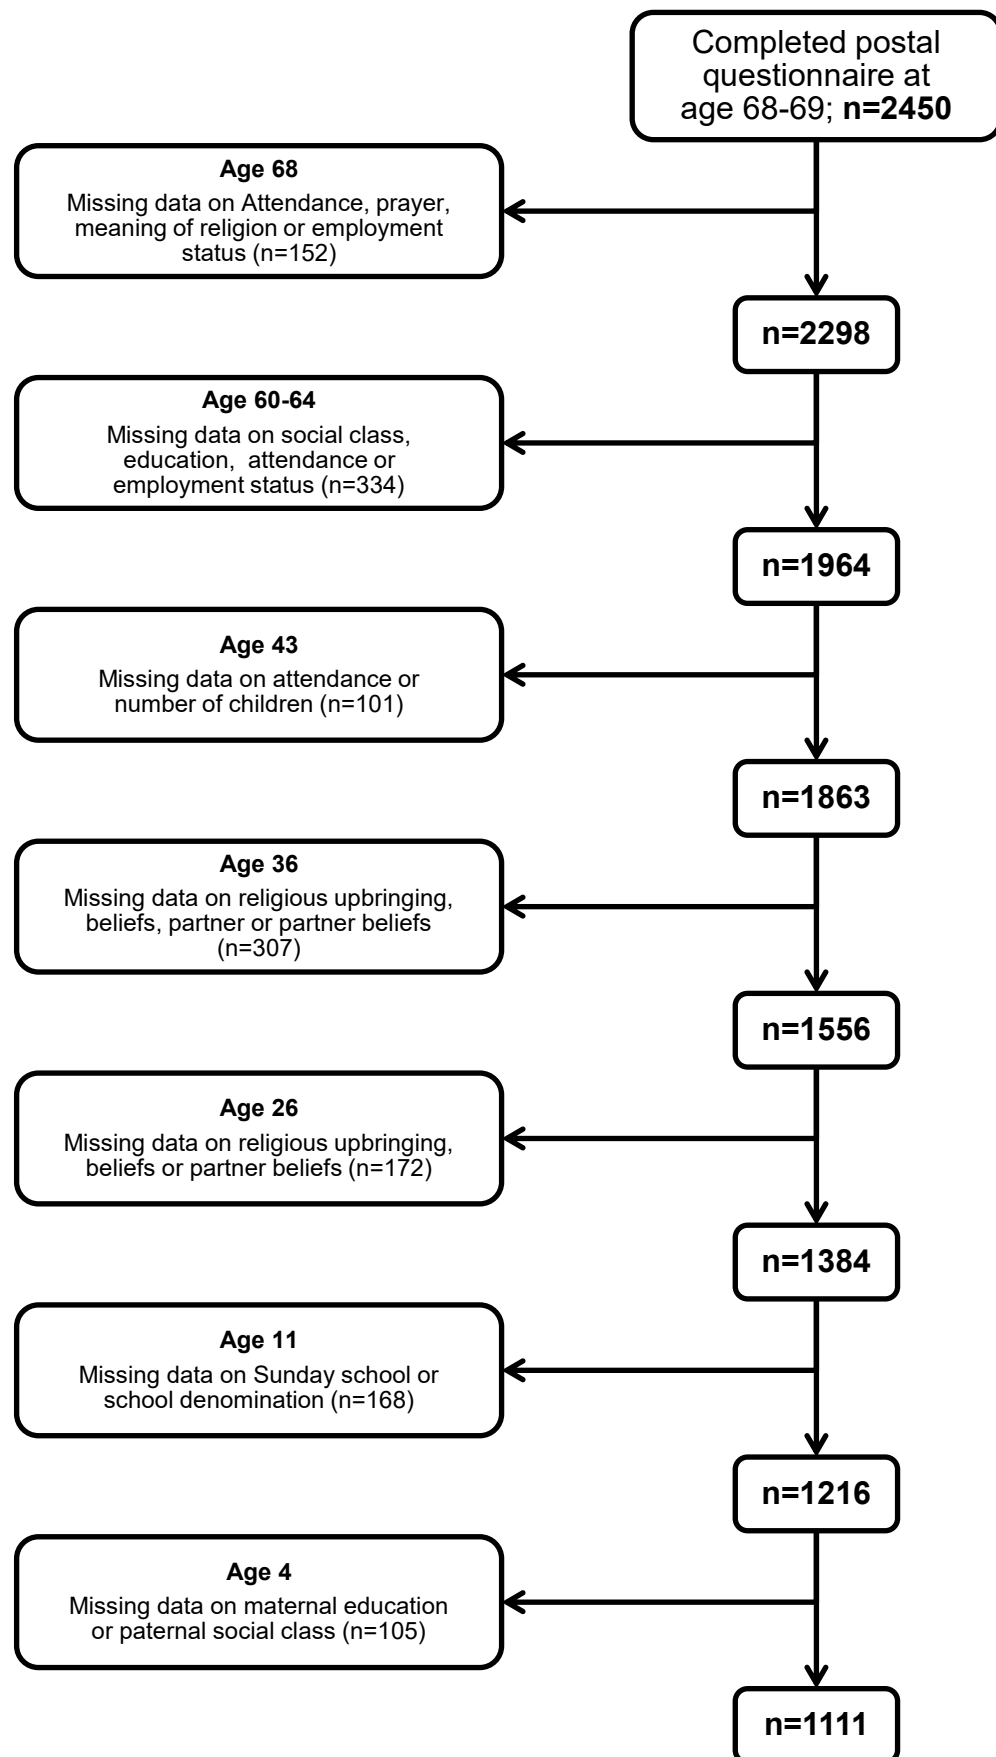 Completed postal
questionnaire at
age 68-69; n=2450
Age 68
Missing data on Attendance, prayer,
meaning of religion or employment
status (n=152)
n=2298
Age 60-64
Missing data on social class,
education, attendance or
employment status (n=334)
n=1964
Age 43
Missing data on attendance or
number of children (n=101)
n=1863
Age 36
Missing data on religious upbringing,
beliefs, partner or partner beliefs
(n=307)
n=1556
Age 26
Missing data on religious upbringing,
beliefs or partner beliefs (n=172)
n=1384
Age 11
Missing data on Sunday school or
school denomination (n=168)
n=1216
Age 4
Missing data on maternal education
or paternal social class (n=105)
n=1111